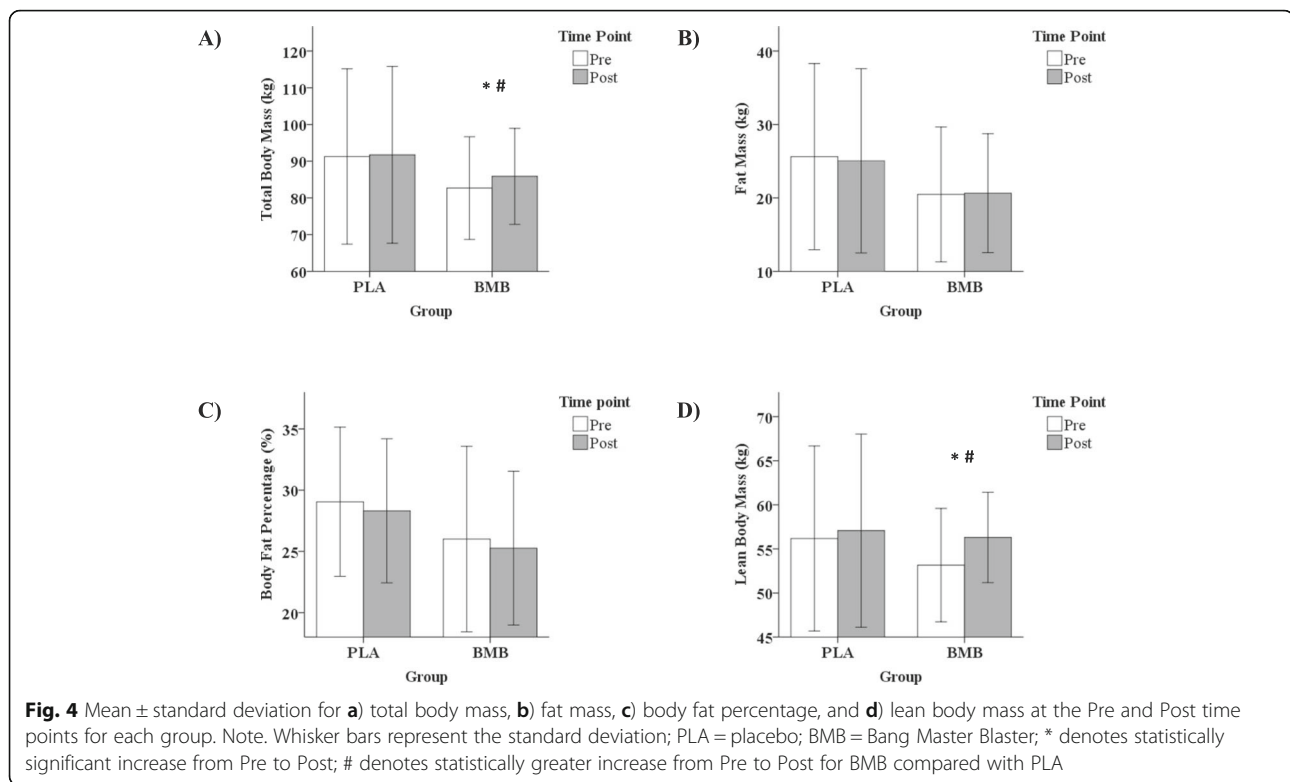 A)
Time Point
Pre
Post
120
110
100
90
80
70
60
Total Body Mass (kg)
* #
PLA
BMB
Group
B)
Time Point
Pre
Post
40
30
20
10
Fat Mass (kg)
PLA
BMB
Group
C)
Time point
Pre
Post
35
30
25
20
Body Fat Percentage (%)
PLA
BMB
Group
D)
Time Point
Pre
Post
70
65
60
55
50
45
Lean Body Mass (kg)
* #
PLA
BMB
Group
Fig. 4 Mean ± standard deviation for a) total body mass, b) fat mass, c) body fat percentage, and d) lean body mass at the Pre and Post time
points for each group. Note. Whisker bars represent the standard deviation; PLA = placebo; BMB = Bang Master Blaster; * denotes statistically
significant increase from Pre to Post; # denotes statistically greater increase from Pre to Post for BMB compared with PLA